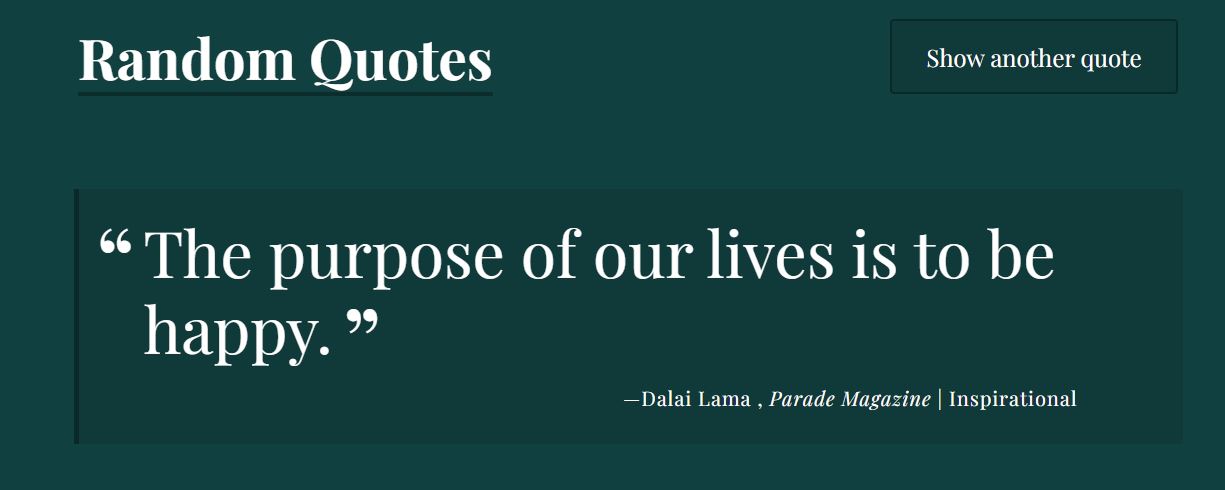 Random Quotes
Show another quote
“ The purpose of our lives is to be
happy. ”
—Dalai Lama , Parade Magazine | Inspirational